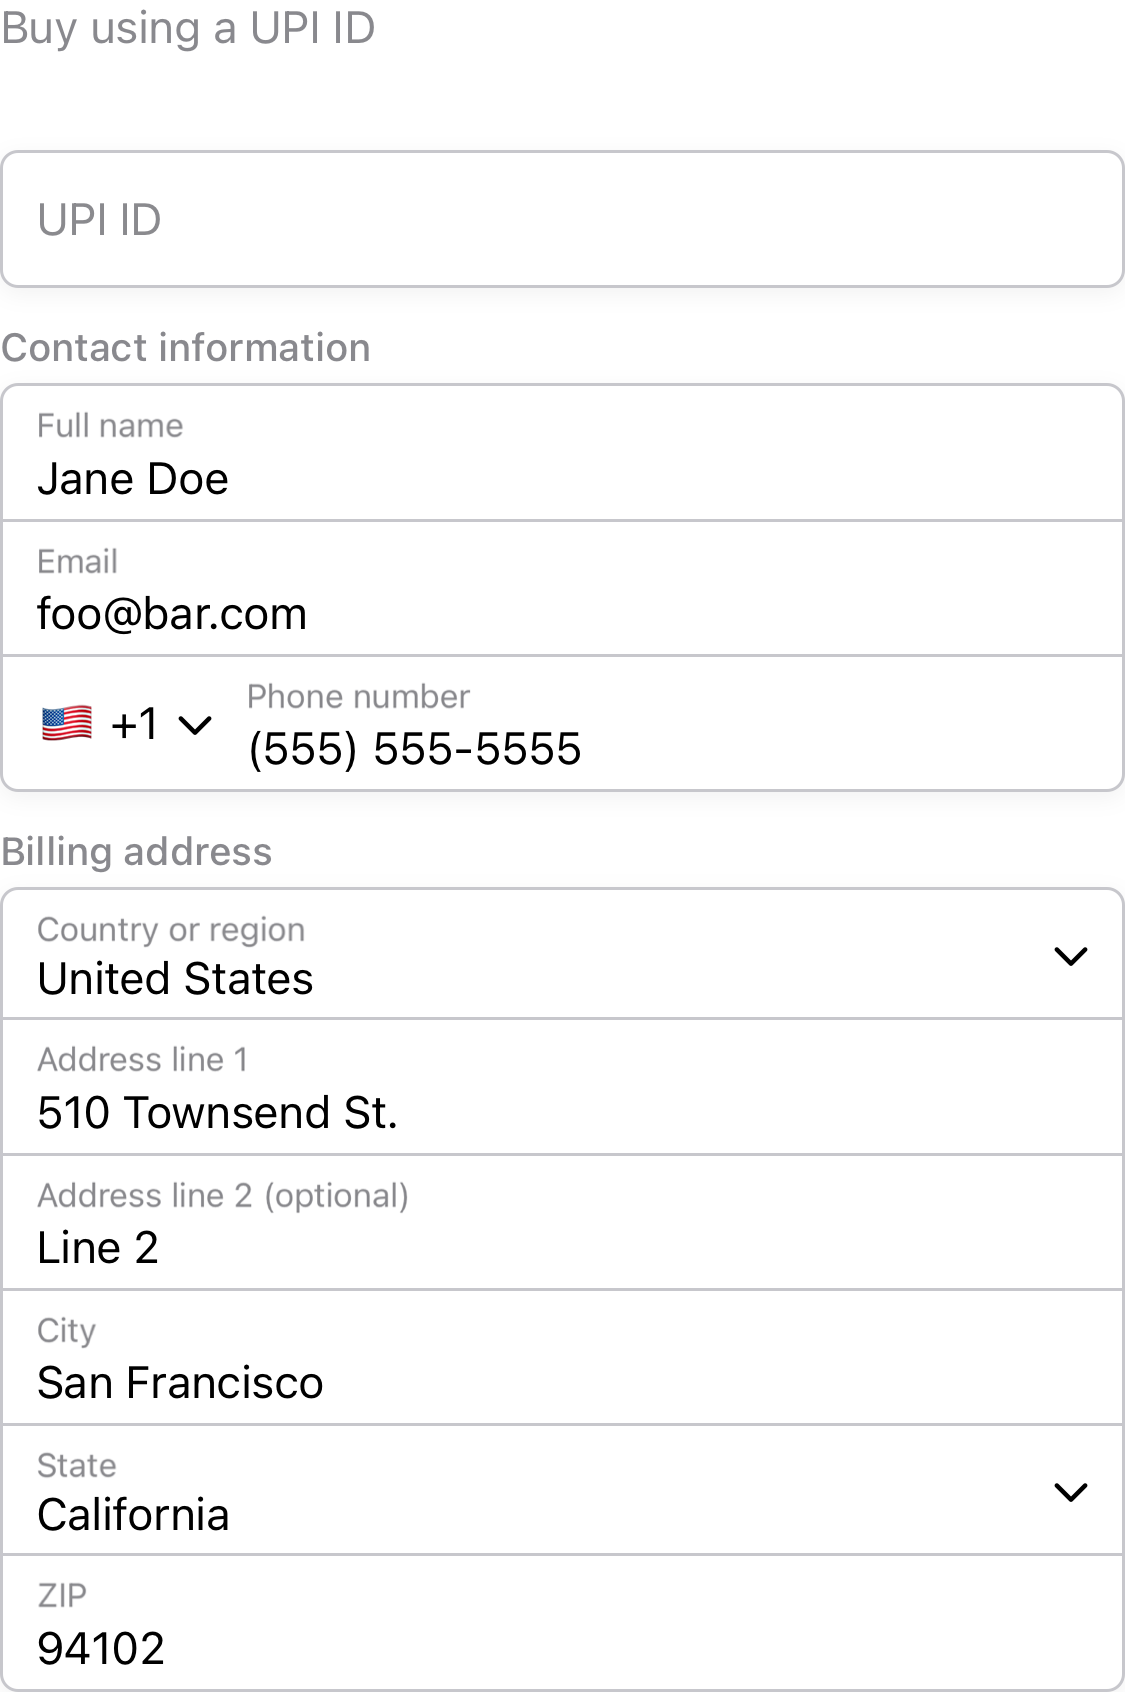 Buy using a UPI ID
UPI ID
Contact information
Full name
Jane Doe
Email
foo@bar.com
+1
Phone number
(555) 555-5555
Billing address
Country or region
United States
Address line 1
510 Townsend St.
Address line 2 (optional)
Line 2
City
San Francisco
State
California
ZIP
94102